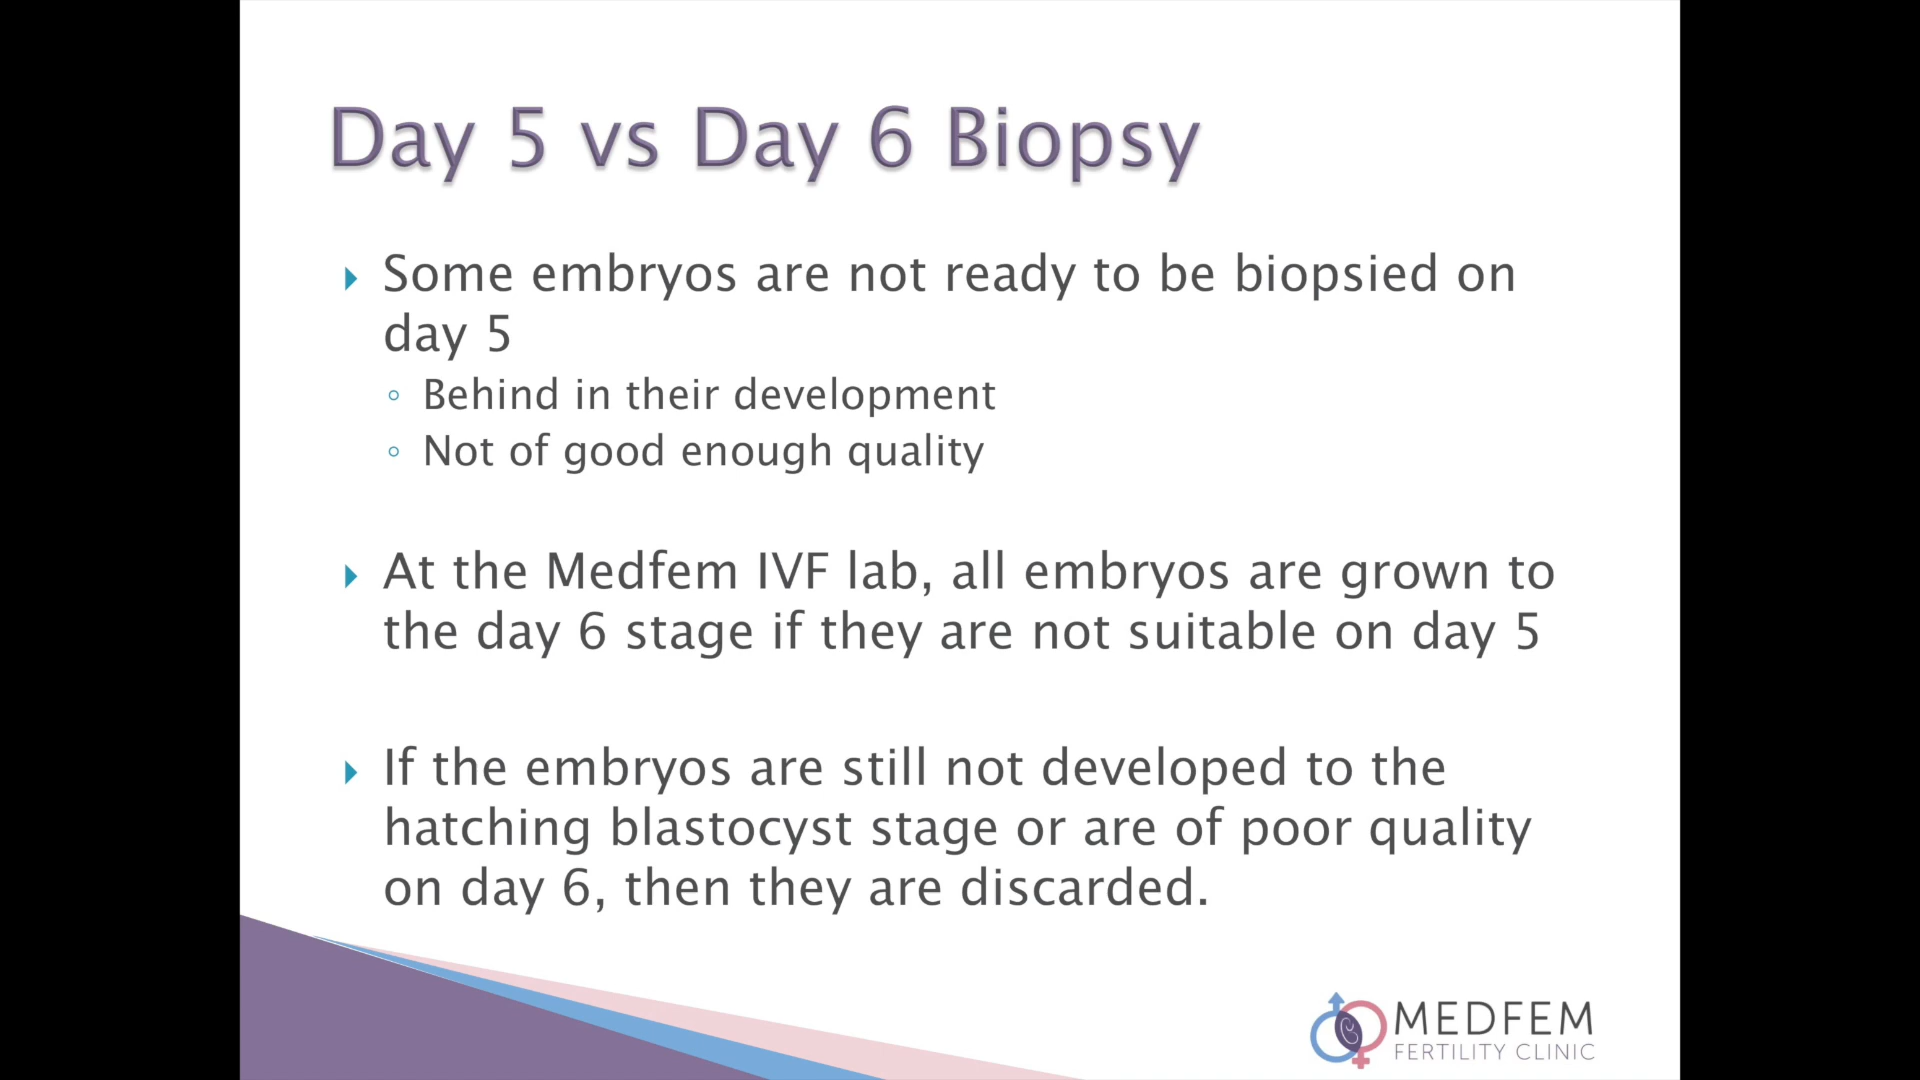 Day 5 vs Day 6 Biopsy
Some embryos are not ready to be biopsied on
day 5
Behind in their development
Not of good enough quality
At the Medfem IVF lab, all embryos are grown to
the day 6 stage if they are not suitable on day 5
If the embryos are still not developed to the
hatching blastocyst stage or are of poor quality
on day 6, then they are discarded.
MEDFEM
FERTILITY CLINIC